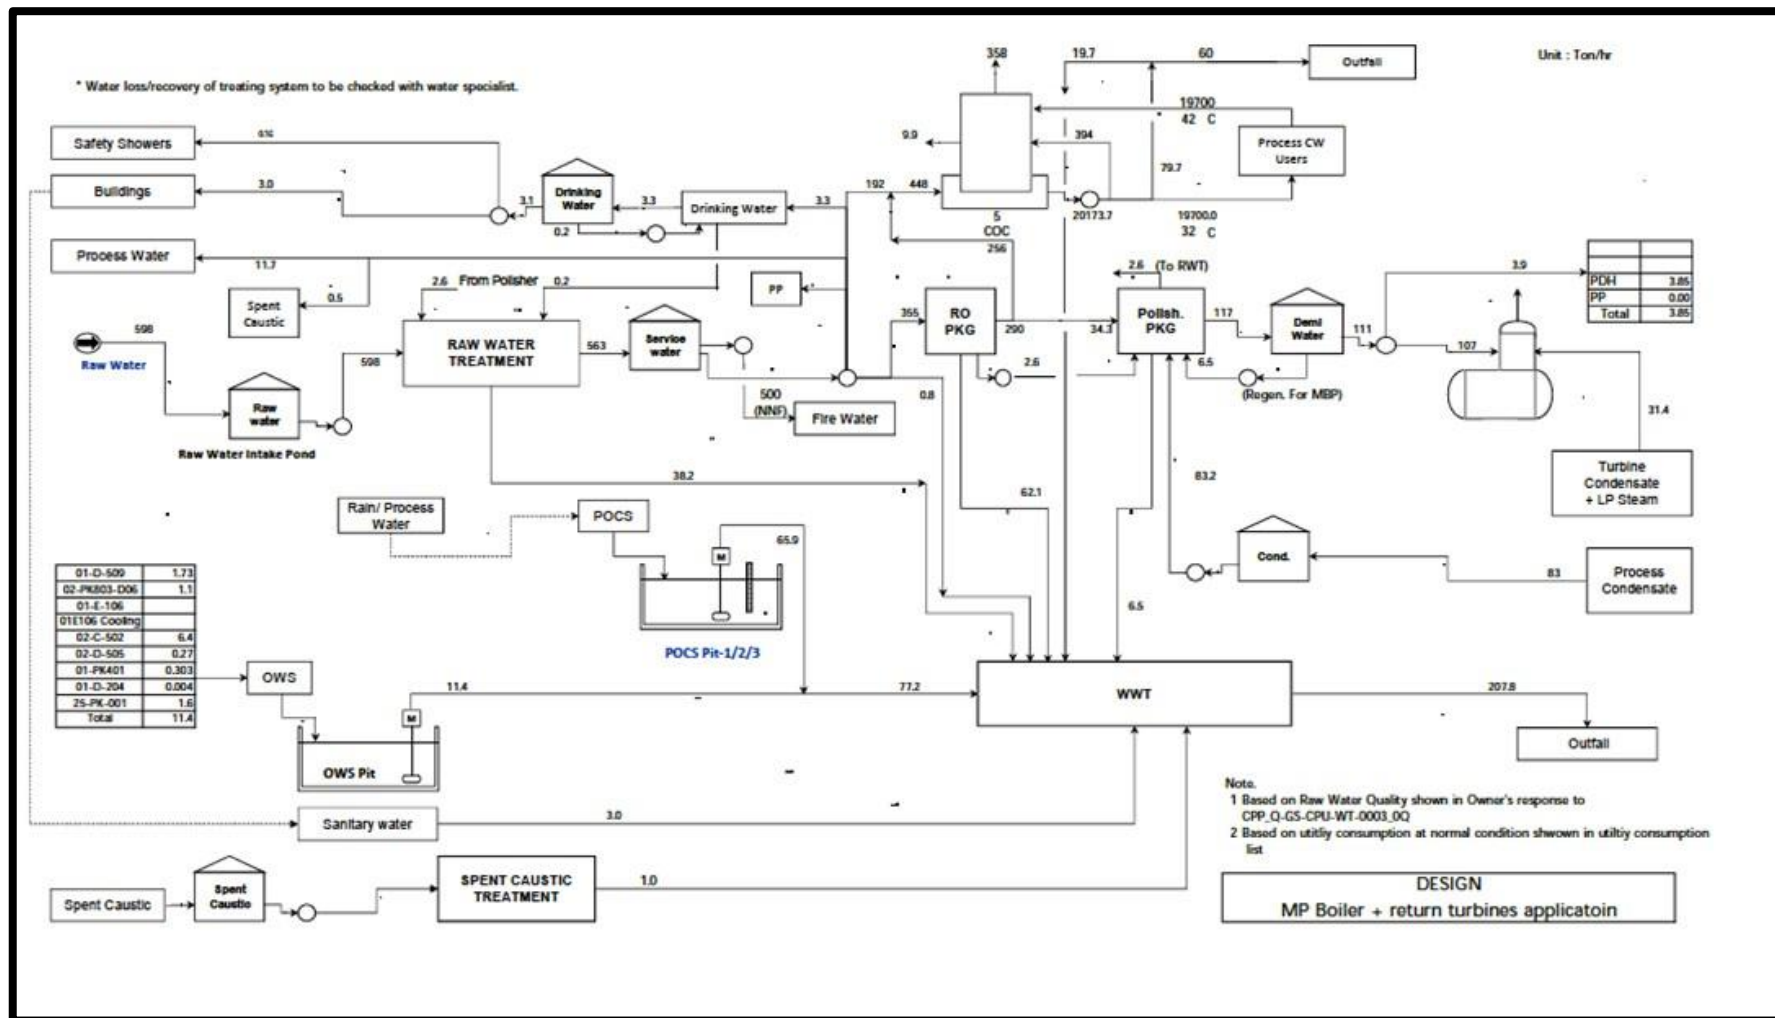 * Water loss/recovery of treating system to be checked with water specialist.
Unit : Ton/hr
358
19.7
60
Outfall
19700
42 C
Safety Showers
0.16
9.9
394
Process CW
Users
79.7
Buildings
3.0
Drinking
Water
3.1
3.3
Drinking Water
3.3
0.2
192
448
5
COC
20173.7
19700.0
32 C
256
Process Water
11.7
2.6
From Polisher
0.2
PP
2.6
(To RWT)
3.9
PDH
3.85
PP
0.00
Total
3.85
Spent
Caustic
0.5
598
Raw Water
598
RAW WATER
TREATMENT
563
Service
water
355
RO
PKG
290
34.3
Polish.
PKG
117
Demi
Water
111
107
2.6
6.5
(Regen. For MBP)
0.8
500
(NNF)
Fire Water
31.4
Raw
water
Raw Water Intake Pond
Turbine
Condensate
+ LP Steam
38.2
62.1
83.2
Rain/ Process
Water
POCS
65.9
M
Cond.
83
Process
Condensate
6.5
POCS Pit-1/2/3
01-D-509 1.73
02-PK803-D06 1.1
01-E-106
01E106 Cooling
02-C-502 6.4
02-D-505 0.27
01-PK401 0.303
01-D-204 0.004
25-PK-001 1.6
Total 11.4
OWS
11.4
77.2
WWT
207.8
M
OWS Pit
Outfall
Sanitary water
3.0
Note.
1 Based on Raw Water Quality shown in Owner's response to
CPP_Q-GS-CPU-WT-0003_0Q
2 Based on utitliy consumption at normal condition shwown in utiltiy consumption
list
Spent Caustic
Spent
Caustic
SPENT CAUSTIC
TREATMENT
1.0
DESIGN
MP Boiler + return turbines applicatoin